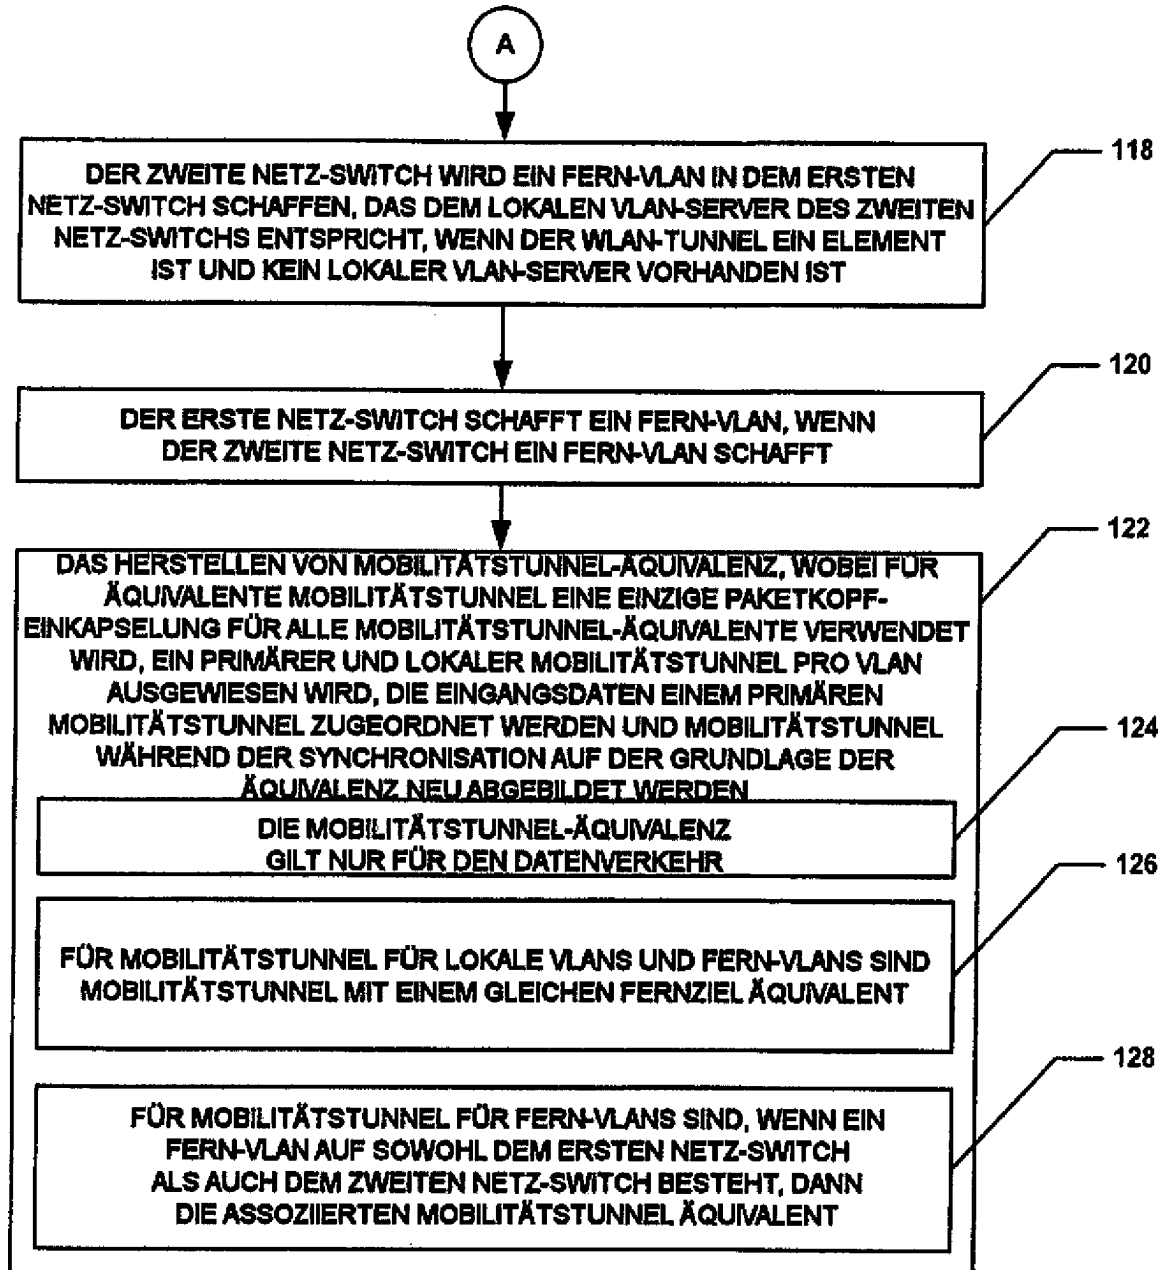 A
118
DER ZWEITE NETZ-SWITCH WIRD EIN FERN-VLAN IN DEM ERSTEN
NETZ-SWITCH SCHAFFEN, DAS DEM LOKALEN VLAN-SERVER DES ZWEITEN
NETZ-SWITCHS ENTSPRICHT, WENN DER WLAN-TUNNEL EIN ELEMENT
IST UND KEIN LOKALER VLAN-SERVER VORHANDEN IST
120
DER ERSTE NETZ-SWITCH SCHAFFT EIN FERN-VLAN, WENN
DER ZWEITE NETZ-SWITCH EIN FERN-VLAN SCHAFFT
122
DAS HERSTELLEN VON MOBILITÄTSTUNNEL-ÄQUIVALENZ, WOBEI FÜR
ÄQUIVALENTE MOBILITÄTSTUNNEL EINE EINZIGE PAKETKOPF-
EINKAPSELUNG FÜR ALLE MOBILITÄTSTUNNEL-ÄQUIVALENTE VERWENDET
WIRD, EIN PRIMÄRER UND LOKALER MOBILITÄTSTUNNEL PRO VLAN
AUSGEWIESEN WIRD, DIE EINGANGSDATEN EINEM PRIMÄREN
MOBILITÄTSTUNNEL ZUGEORDNET WERDEN UND MOBILITÄTSTUNNEL
WÄHREND DER SYNCHRONISATION AUF DER GRUNDLAGE DER
ÄQUIVALENZ NEU ABGEBILDET WERDEN
124
DIE MOBILITÄTSTUNNEL-ÄQUIVALENZ
GILT NUR FÜR DEN DATENVERKEHR
126
FÜR MOBILITÄTSTUNNEL FÜR LOKALE VLANS UND FERN-VLANS SIND
MOBILITÄTSTUNNEL MIT EINEM GLEICHEN FERNZIEL ÄQUIVALENT
128
FÜR MOBILITÄTSTUNNEL FÜR FERN-VLANS SIND, WENN EIN
FERN-VLAN AUF SOWOHL DEM ERSTEN NETZ-SWITCH
ALS AUCH DEM ZWEITEN NETZ-SWITCH BESTEHT, DANN
DIE ASSOZIIERTEN MOBILITÄTSTUNNEL ÄQUIVALENT